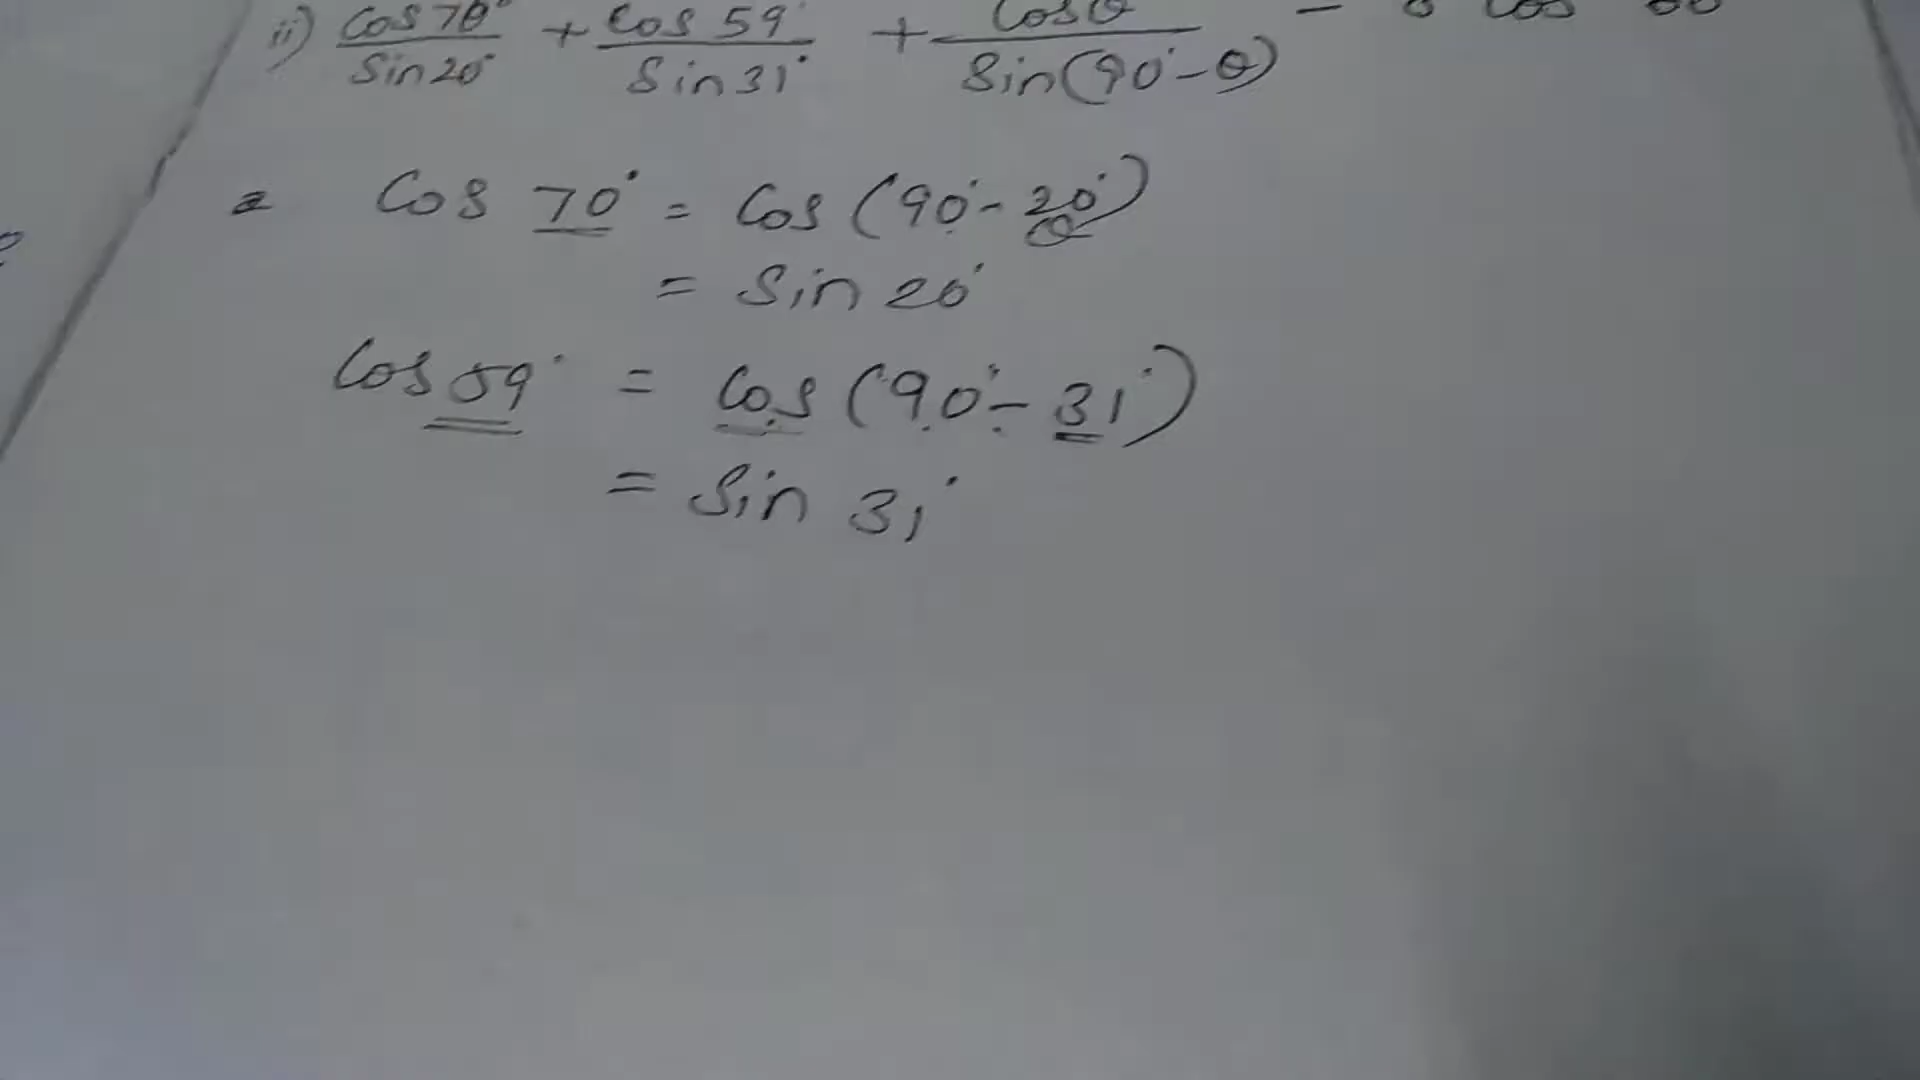 ii) cos 70° / sin 20° + cos 59° / sin 31° + cos θ / sin(90° - θ) - cos
= cos 70° = cos (90° - 20°)
θ
= sin 20°
cos 59° = cos (90° - 31°)
= sin 31°